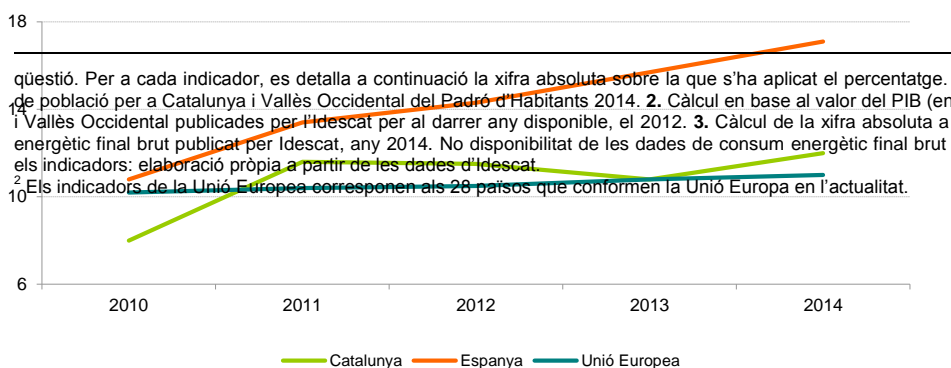 18
qüestió. Per a cada indicador, es detalla a continuació la xifra absoluta sobre la que s'ha aplicat el percentatge.
de població per a Catalunya i Vallès Occidental del Padró d'Habitants 2014. 2. Càlcul en base al valor del PIB (en
14
i Vallès Occidental publicades per l'Idescat per al darrer any disponible, el 2012. 3. Càlcul de la xifra absoluta a
energètic final brut publicat per Idescat, any 2014. No disponibilitat de les dades de consum energètic final brut
els indicadors: elaboració pròpia a partir de les dades d'Idescat.
2 Els indicadors de la Unió Europea corresponen als 28 països que conformen la Unió Europa en l'actualitat.
10
6
2010 2011 2012 2013 2014
Catalunya Espanya Unió Europea